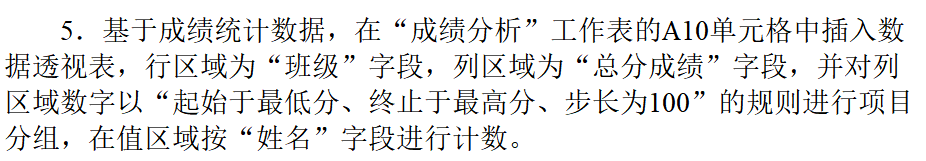 5．基于成绩统计数据，在“成绩分析”工作表的A10单元格中插入数
据透视表，行区域为“班级”字段，列区域为“总分成绩”字段，并对列
区域数字以“起始于最低分、终止于最高分、步长为100”的规则进行项目
分组，在值区域按“姓名”字段进行计数。